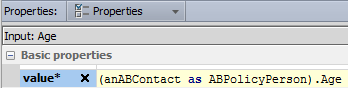 Properties: Properties
Input: Age
Basic properties
value* (anABContact as ABPolicyPerson).Age